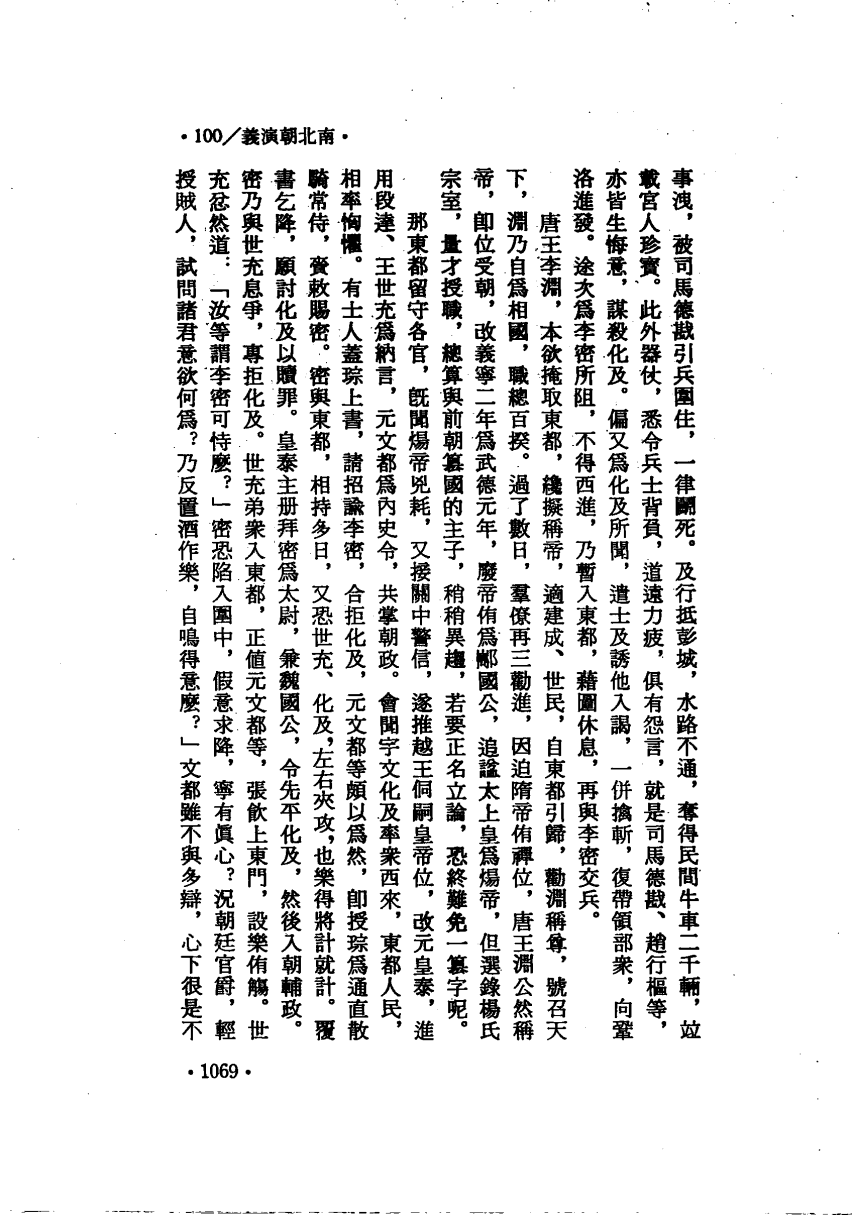 ·100／義演朝北南·
事洩，被司馬德戡引兵圍住，一律鬭死。及行抵彭城，水路不通，奪得民間牛車二千輛，竝
載宮人珍寶。此外器仗，悉令兵士背負，道遠力疲，俱有怨言，就是司馬德戡、趙行樞等，
亦皆生悔意，謀殺化及。偏又爲化及所聞，遣士及誘他入謁，一併擒斬，復帶領部衆，向鞏
洛進發。途次爲李密所阻，不得西進，乃暫入東都，藉圖休息，再與李密交兵。
唐王李淵，本欲掩取東都，纔擬稱帝，適建成、世民，自東都引歸，勸淵稱尊，號召天
下，淵乃自爲相國，職總百揆。過了數日，羣僚再三勸進，因迫隋帝侑禪位，唐王淵公然稱
帝，卽位受朝，改義寧二年爲武德元年，廢帝侑爲酅國公，追諡太上皇爲煬帝，但選錄楊氏
宗室，量才授職，總算與前朝篡國的主子，稍稍異趨，若要正名立論，恐終難免一篡字呢。
那東都留守各官，旣聞煬帝兇耗，又接關中警信，遂推越王侗嗣皇帝位，改元皇泰，進
用段達、王世充爲納言，元文都爲內史令，共掌朝政。會聞宇文化及率衆西來，東都人民，
相率恟懼。有士人蓋琮上書，請招諭李密，合拒化及，元文都等頗以爲然，卽授琮爲通直散
騎常侍，齎敕賜密。密與東都，相持多日，又恐世充、化及，左右夾攻，也樂得將計就計。覆
書乞降，願討化及以贖罪。皇泰主册拜密爲太尉，兼魏國公，令先平化及，然後入朝輔政。
密乃與世充息爭，專拒化及。世充弟衆入東都，正值元文都等，張飲上東門，設樂侑觴。世
充忿然道：「汝等謂李密可恃麼？」密恐陷入圍中，假意求降，寧有眞心？況朝廷官爵，輕
授賊人，試問諸君意欲何爲？乃反置酒作樂，自鳴得意麼？」文都雖不與多辯，心下很是不
·1069·